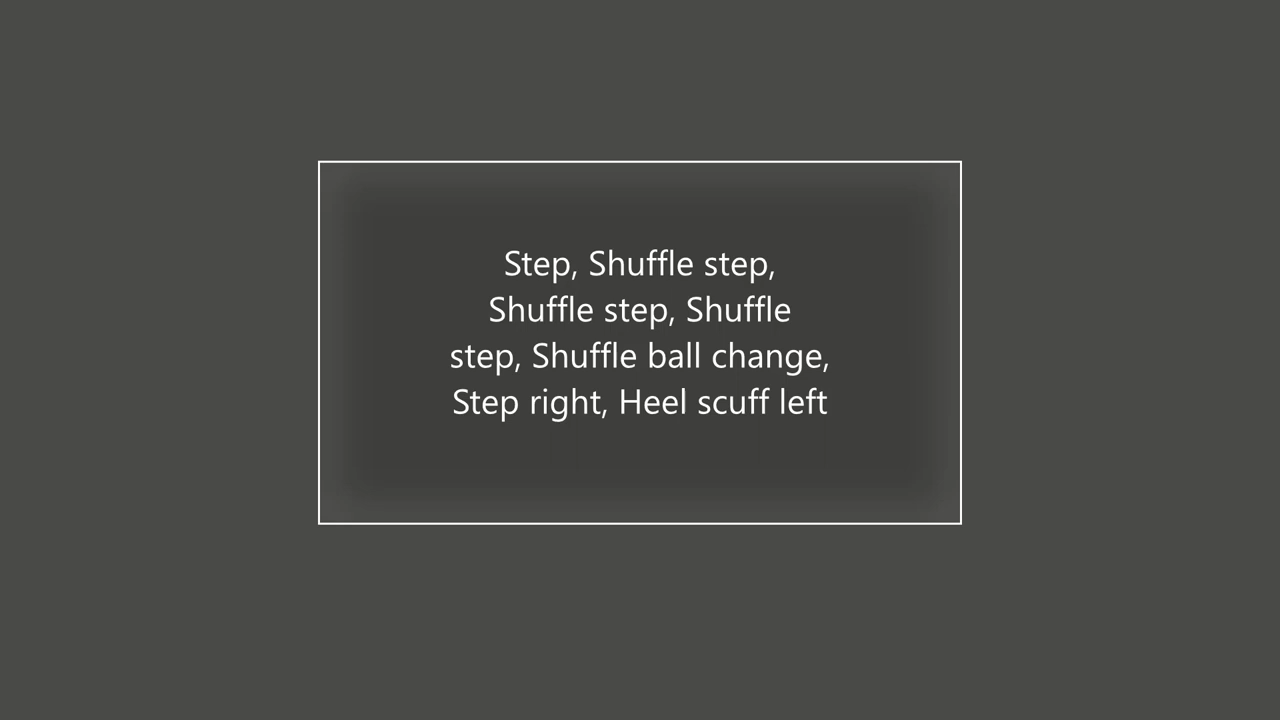 Step, Shuffle step,
Shuffle step, Shuffle
step, Shuffle ball change,
Step right, Heel scuff left